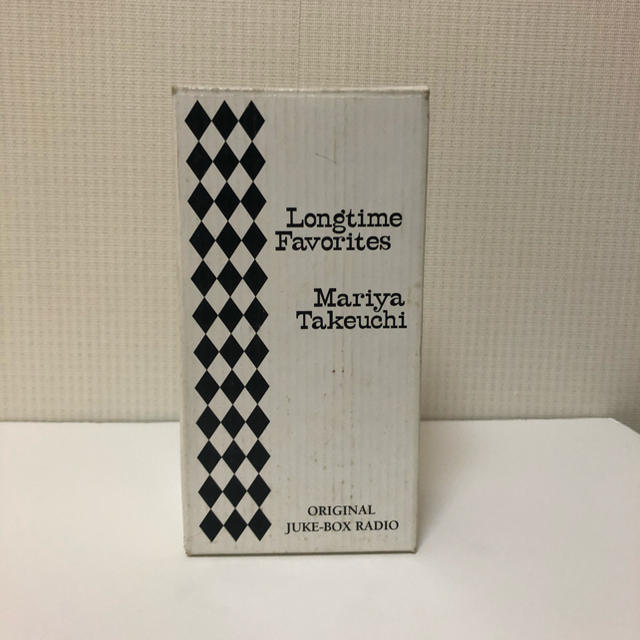 Longtime
Favorites
Mariya
Takeuchi
ORIGINAL
JUKE-BOX RADIO